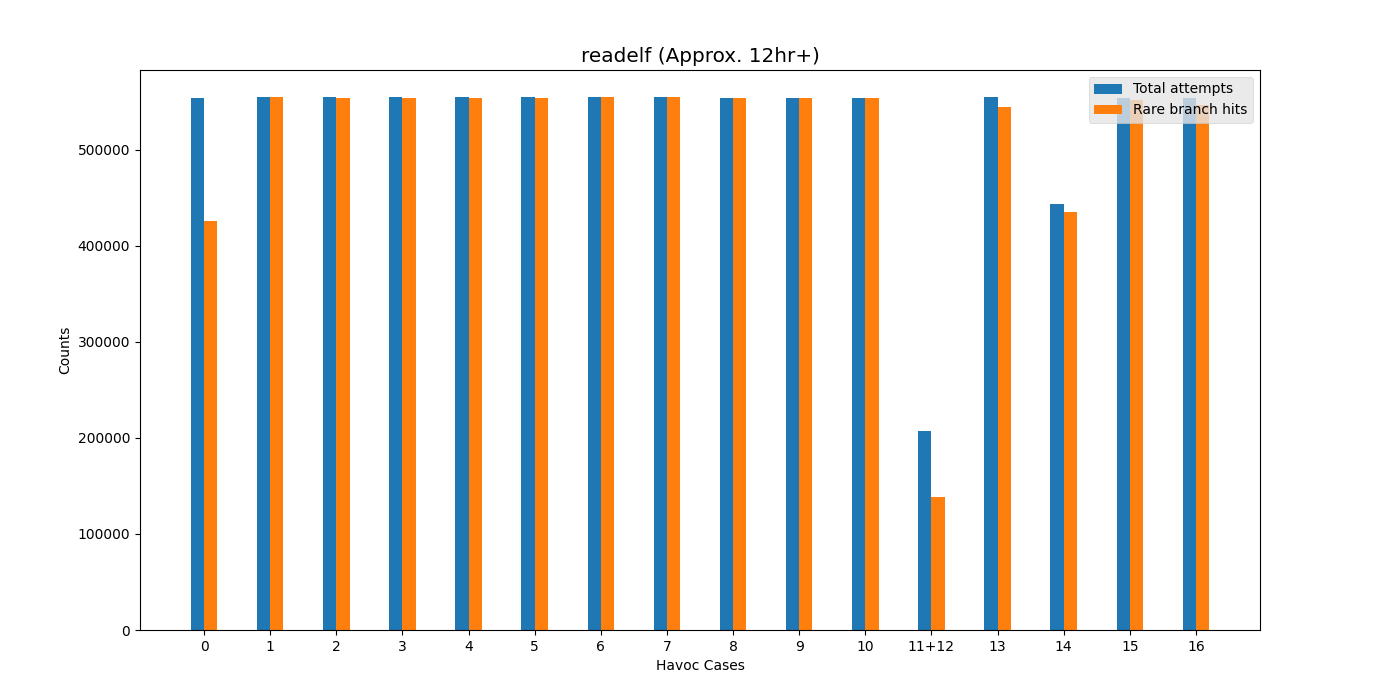 readelf (Approx. 12hr+)
Total attempts
Rare branch hits
500000
400000
300000
200000
100000
0
Counts
0 1 2 3 4 5 6 7 8 9 10 11+12 13 14 15 16
Havoc Cases